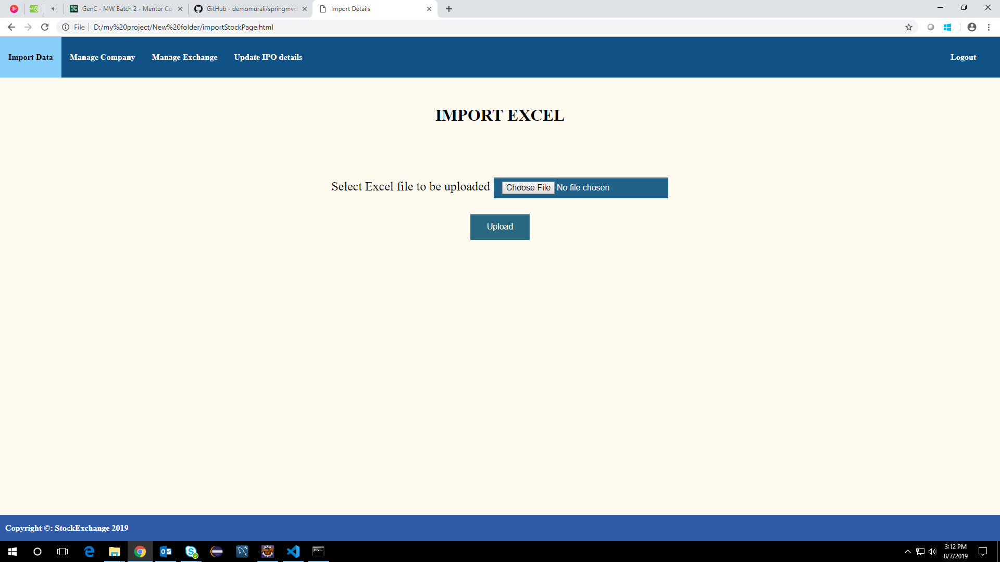 GenC - MW Batch 2 - Mentor Co
GitHub - demomurali/springmvc
Import Details
File
D:/my%20project/New%20folder/importStockPage.html
Import Data
Manage Company
Manage Exchange
Update IPO details
Logout
IMPORT EXCEL
Select Excel file to be uploaded
Choose File No file chosen
Upload
Copyright ©: StockExchange 2019
3:12 PM
8/7/2019